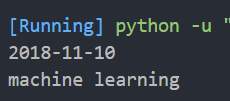 [Running] python -u "
2018-11-10
machine learning